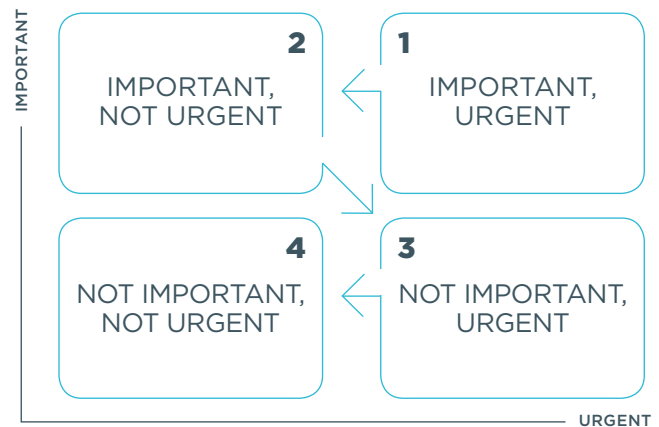 IMPORTANT
2
IMPORTANT,
NOT URGENT
1
IMPORTANT,
URGENT
4
NOT IMPORTANT,
NOT URGENT
3
NOT IMPORTANT,
URGENT
URGENT